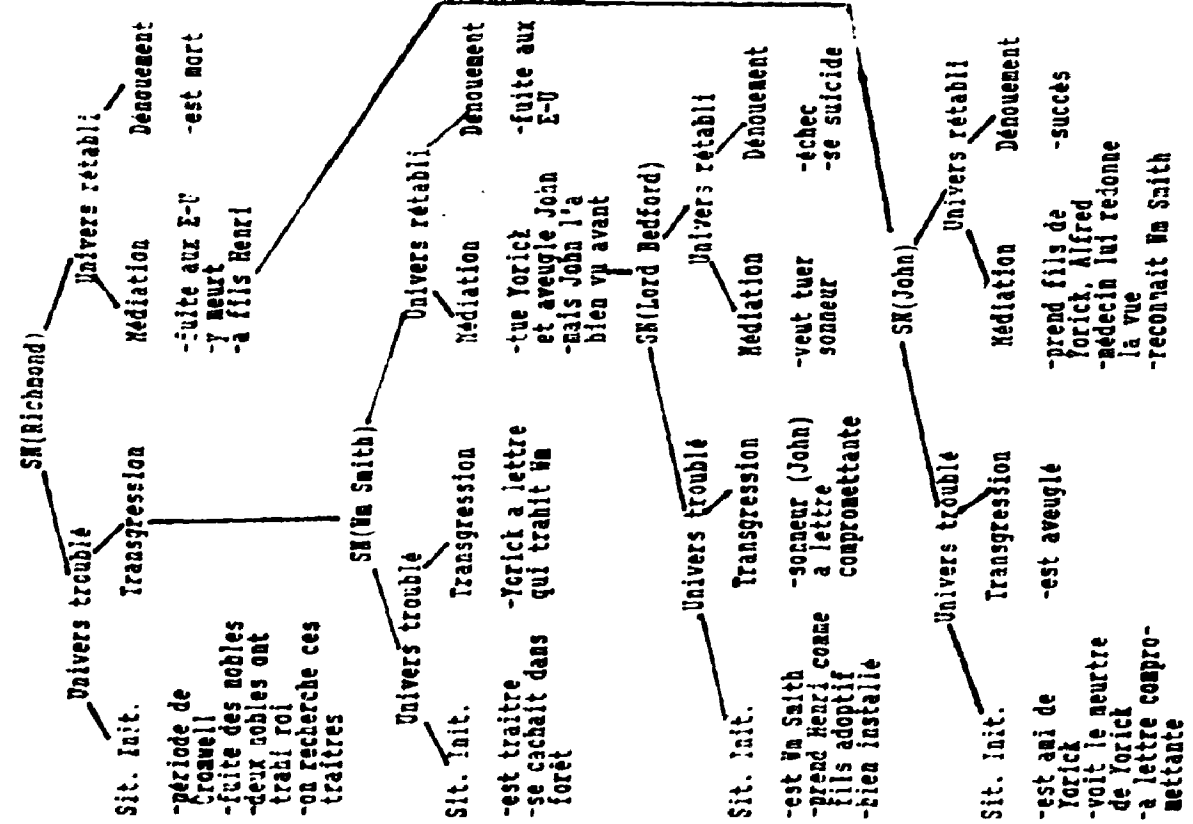 SN(Richmond)
Univers troublé
Univers rétabli
Sit. Init.
Transgression
Médiation
Dénouement
-période de
Cromwell
-fuite des nobles
-deux nobles ont
trahi roi
-on recherche ces
traitres
-fuite aux E-U
-y meurt
-a fils Henri
-est mort
SN(Wm Smith)
Univers troublé
Univers rétabli
Sit. Init.
Transgression
Médiation
Dénouement
-est traitre
-se cachait dans
forêt
-Yorick a lettre
qui trahit Wm
-tue Yorick
et aveugle John
-mais John l'a
bien vu avant
-fuite aux
E-U
SN(Lord Bedford)
Univers troublé
Univers rétabli
Sit. Init.
Transgression
Médiation
Dénouement
-est Wm Smith
-prend Henri comme
fils adoptif
-bien installé
-sonneur (John)
a lettre
compromettante
-veut tuer
sonneur
-échec
-se suicide
SN(John)
Univers troublé
Univers rétabli
Sit. Init.
Transgression
Médiation
Dénouement
-est ami de
Yorick
-voit le meurtre
de Yorick
-a lettre compro-
mettante
-est aveuglé
-prend fils de
Yorick, Alfred
-médecin lui redonne
la vue
-reconnait Wm Smith
-succès